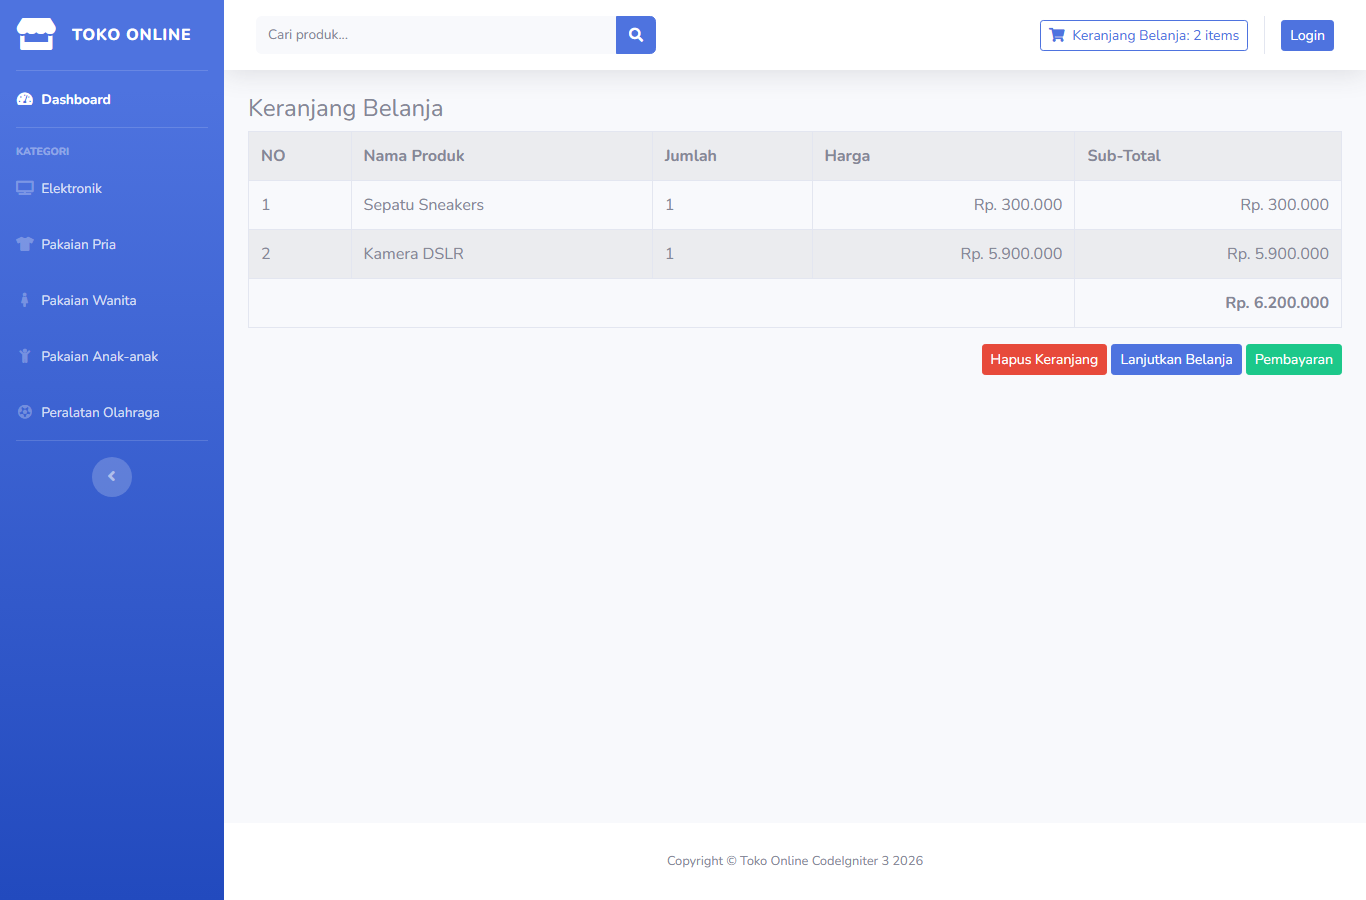 TOKO ONLINE
Cari produk...
Keranjang Belanja: 2 items
Login
Dashboard
KATEGORI
Elektronik
Pakaian Pria
Pakaian Wanita
Pakaian Anak-anak
Peralatan Olahraga
Keranjang Belanja
NO Nama Produk Jumlah Harga Sub-Total
1 Sepatu Sneakers 1 Rp. 300.000 Rp. 300.000
2 Kamera DSLR 1 Rp. 5.900.000 Rp. 5.900.000
Rp. 6.200.000
Hapus Keranjang Lanjutkan Belanja Pembayaran
Copyright © Toko Online CodeIgniter 3 2026